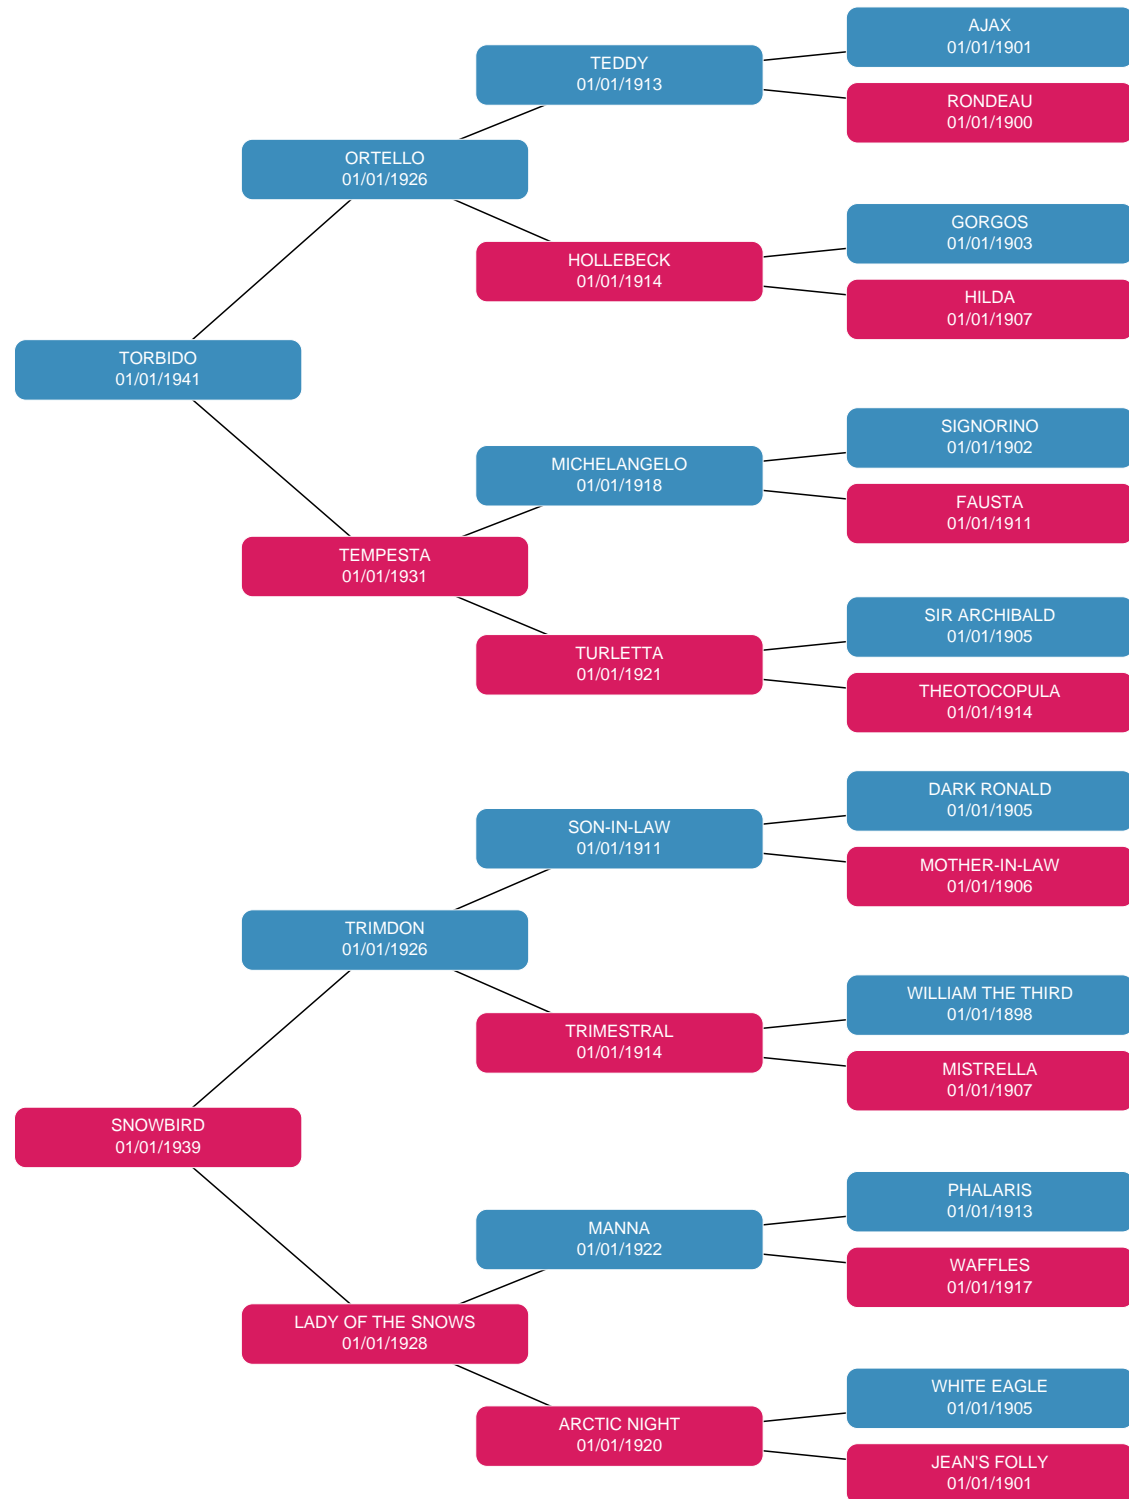 AJAX
01/01/1901
TEDDY
01/01/1913
RONDEAU
01/01/1900
ORTELLO
01/01/1926
GORGOS
01/01/1903
HOLLEBECK
01/01/1914
HILDA
01/01/1907
TORBIDO
01/01/1941
SIGNORINO
01/01/1902
MICHELANGELO
01/01/1918
FAUSTA
01/01/1911
TEMPESTA
01/01/1931
SIR ARCHIBALD
01/01/1905
TURLETTA
01/01/1921
THEOTOCOPULA
01/01/1914
DARK RONALD
01/01/1905
SON-IN-LAW
01/01/1911
MOTHER-IN-LAW
01/01/1906
TRIMDON
01/01/1926
WILLIAM THE THIRD
01/01/1898
TRIMESTRAL
01/01/1914
MISTRELLA
01/01/1907
SNOWBIRD
01/01/1939
PHALARIS
01/01/1913
MANNA
01/01/1922
WAFFLES
01/01/1917
LADY OF THE SNOWS
01/01/1928
WHITE EAGLE
01/01/1905
ARCTIC NIGHT
01/01/1920
JEAN'S FOLLY
01/01/1901